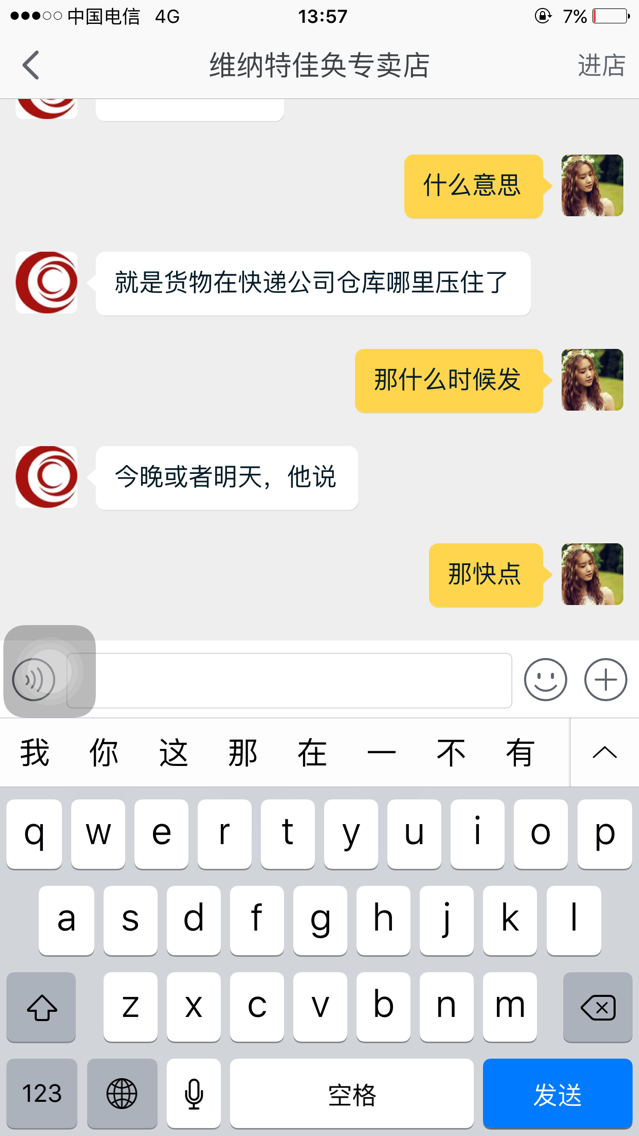 中国电信 4G 13:57 7%
维纳特佳奂专卖店 进店
什么意思
就是货物在快递公司仓库哪里压住了
那什么时候发
今晚或者明天，他说
那快点
我 你 这 那 在 一 不 有
q w e r t y u i o p
a s d f g h j k l
z x c v b n m
123 空格 发送